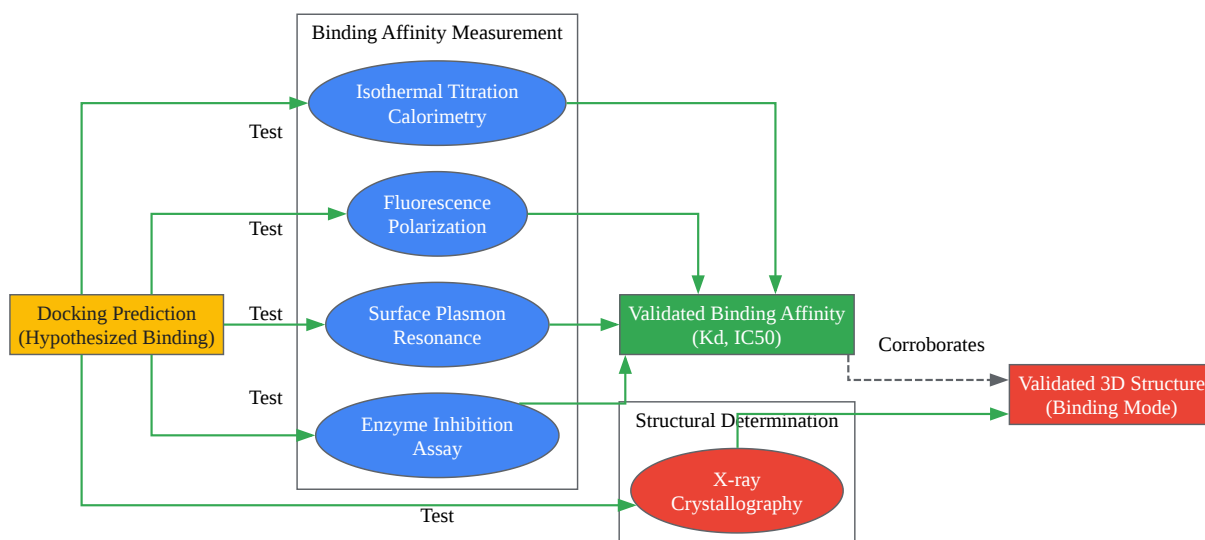 Binding Affinity Measurement
Isothermal Titration
Calorimetry
Test
Fluorescence
Polarization
Test
Docking Prediction
(Hypothesized Binding)
Test
Surface Plasmon
Resonance
Validated Binding Affinity
(Kd, IC50)
Corroborates
Validated 3D Structure
(Binding Mode)
Test
Enzyme Inhibition
Assay
Structural Determination
X-ray
Crystallography
Test